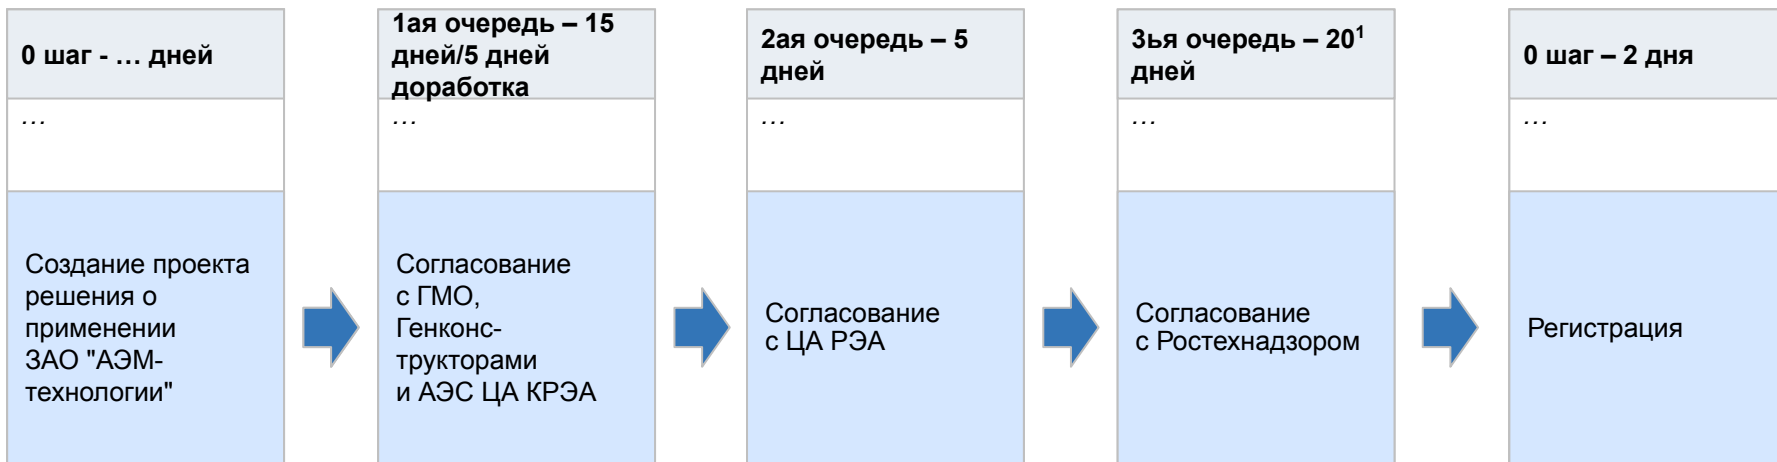 0 шаг - … дней
…
Создание проекта
решения о
применении
ЗАО "АЭМ-
технологии"
1ая очередь – 15
дней/5 дней
доработка
…
Согласование
с ГМО,
Генконс-
трукторами
и АЭС ЦА КРЭА
2ая очередь – 5
дней
…
Согласование
с ЦА РЭА
3ья очередь – 20¹
дней
…
Согласование
с Ростехнадзором
0 шаг – 2 дня
…
Регистрация